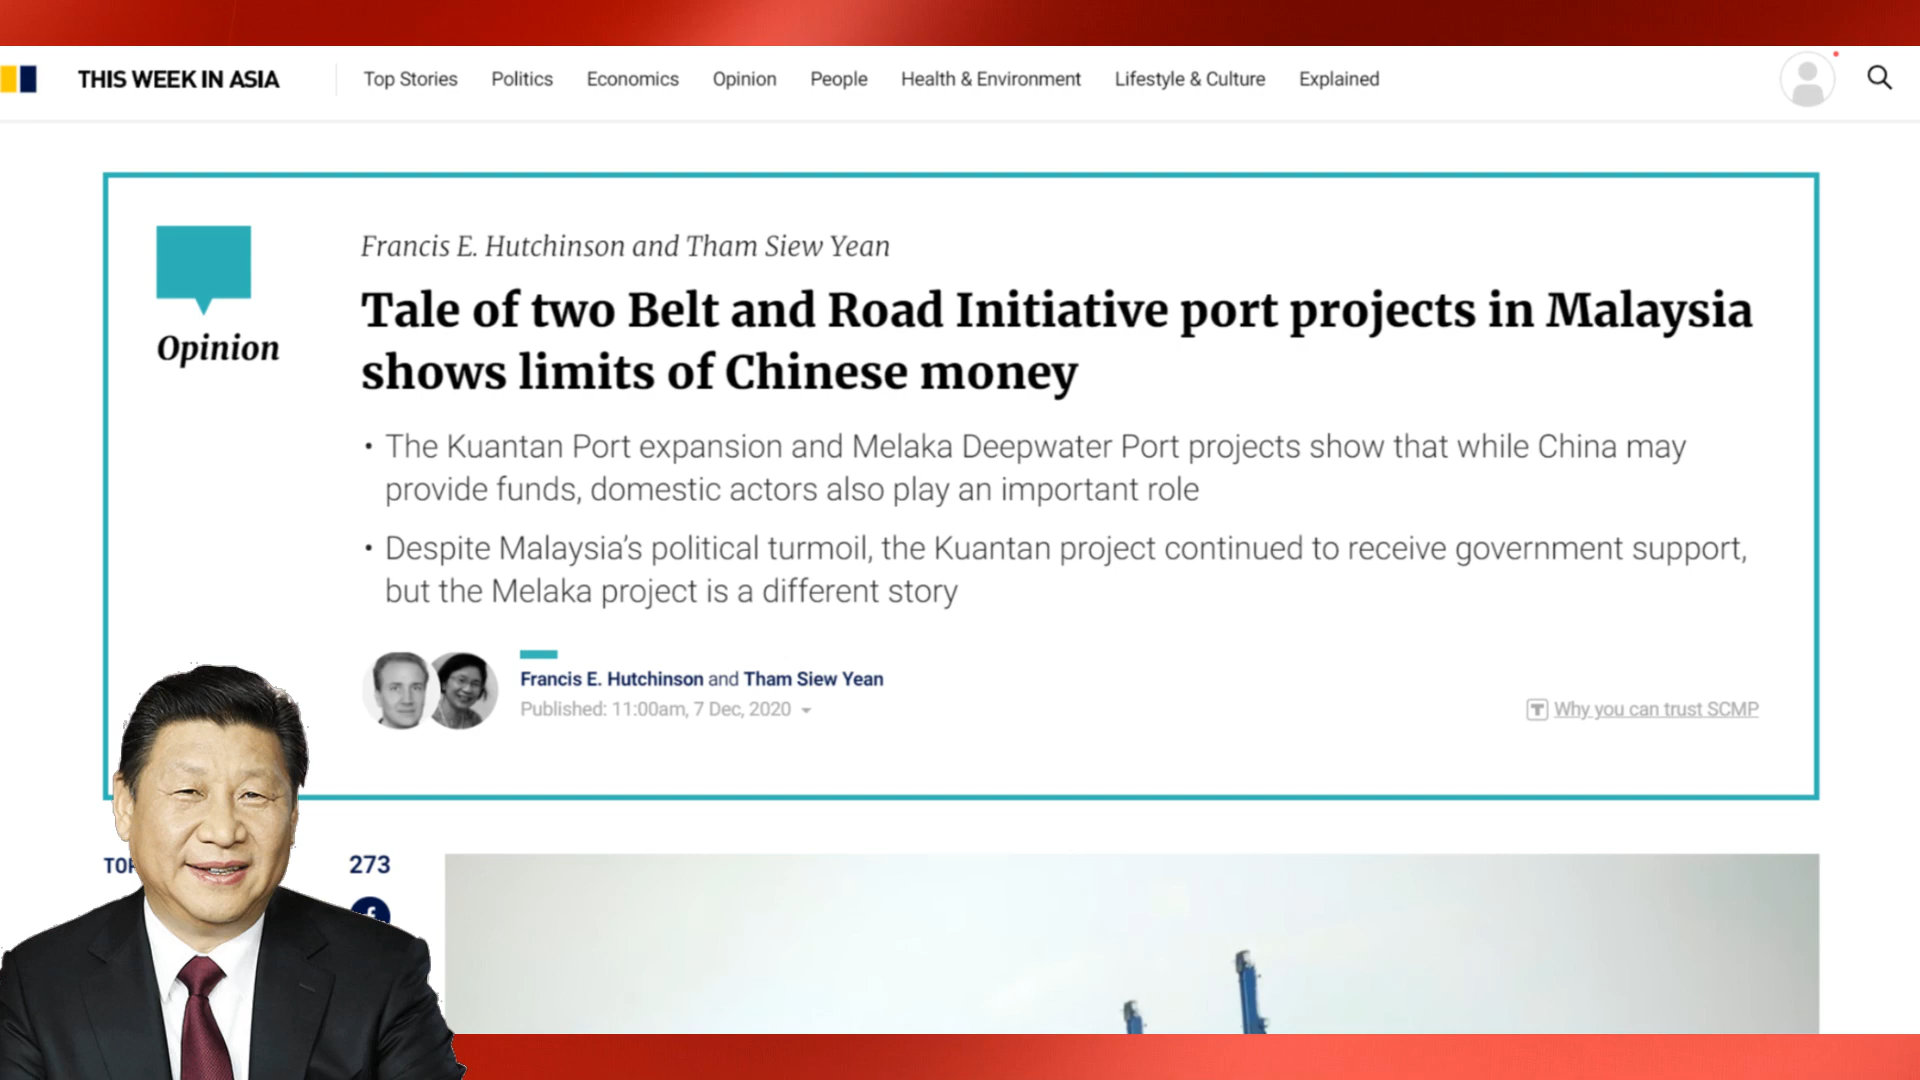 THIS WEEK IN ASIA
Top Stories Politics Economics Opinion People Health & Environment Lifestyle & Culture Explained
Francis E. Hutchinson and Tham Siew Yean
Opinion
Tale of two Belt and Road Initiative port projects in Malaysia
shows limits of Chinese money
• The Kuantan Port expansion and Melaka Deepwater Port projects show that while China may
provide funds, domestic actors also play an important role
• Despite Malaysia's political turmoil, the Kuantan project continued to receive government support,
but the Melaka project is a different story
Francis E. Hutchinson and Tham Siew Yean
Published: 11:00am, 7 Dec, 2020
Why you can trust SCMP
273